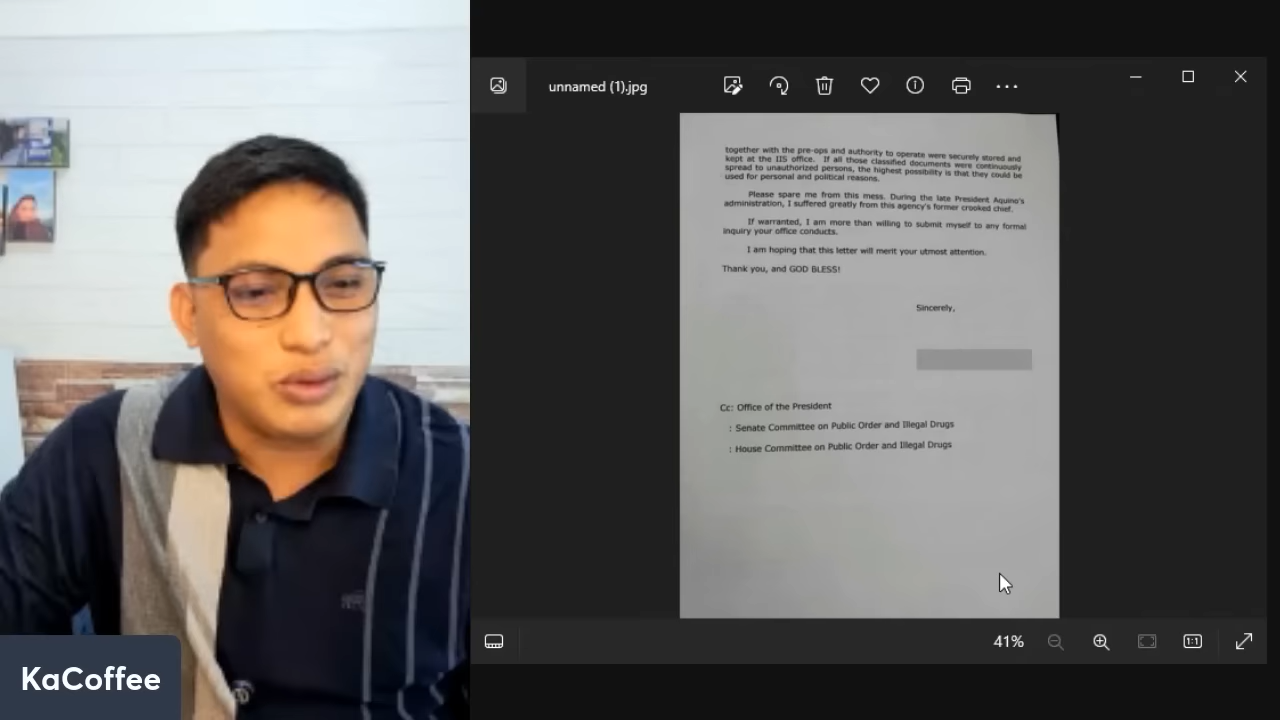 unnamed (1).jpg
together with the pre-ops and authority to operate were securely stored and
kept at the IIS office. If all those classified documents were continuously
spread to unauthorized persons, the highest possibility is that they could be
used for personal and political reasons.
Please spare me from this mess. During the late President Aquino's
administration, I suffered greatly from this agency's former crooked chief.
If warranted, I am more than willing to submit myself to any formal
inquiry your office conducts.
I am hoping that this letter will merit your utmost attention.
Thank you, and GOD BLESS!
Sincerely,
Cc: Office of the President
: Senate Committee on Public Order and Illegal Drugs
: House Committee on Public Order and Illegal Drugs
41%
1:1
KaCoffee